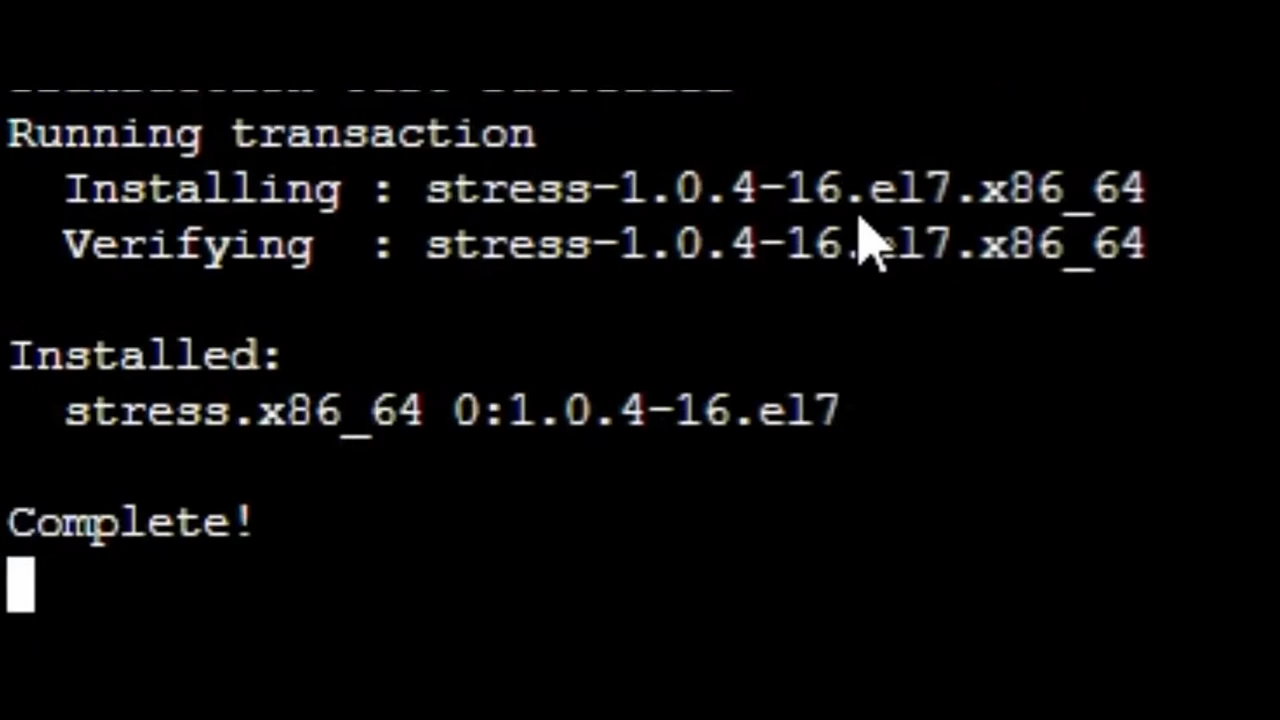 Running transaction
Installing : stress-1.0.4-16.el7.x86_64
Verifying : stress-1.0.4-16.el7.x86_64
Installed:
stress.x86_64 0:1.0.4-16.el7
Complete!